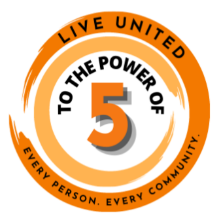 LIVE UNITED
TO THE POWER OF
5
EVERY PERSON. EVERY COMMUNITY.